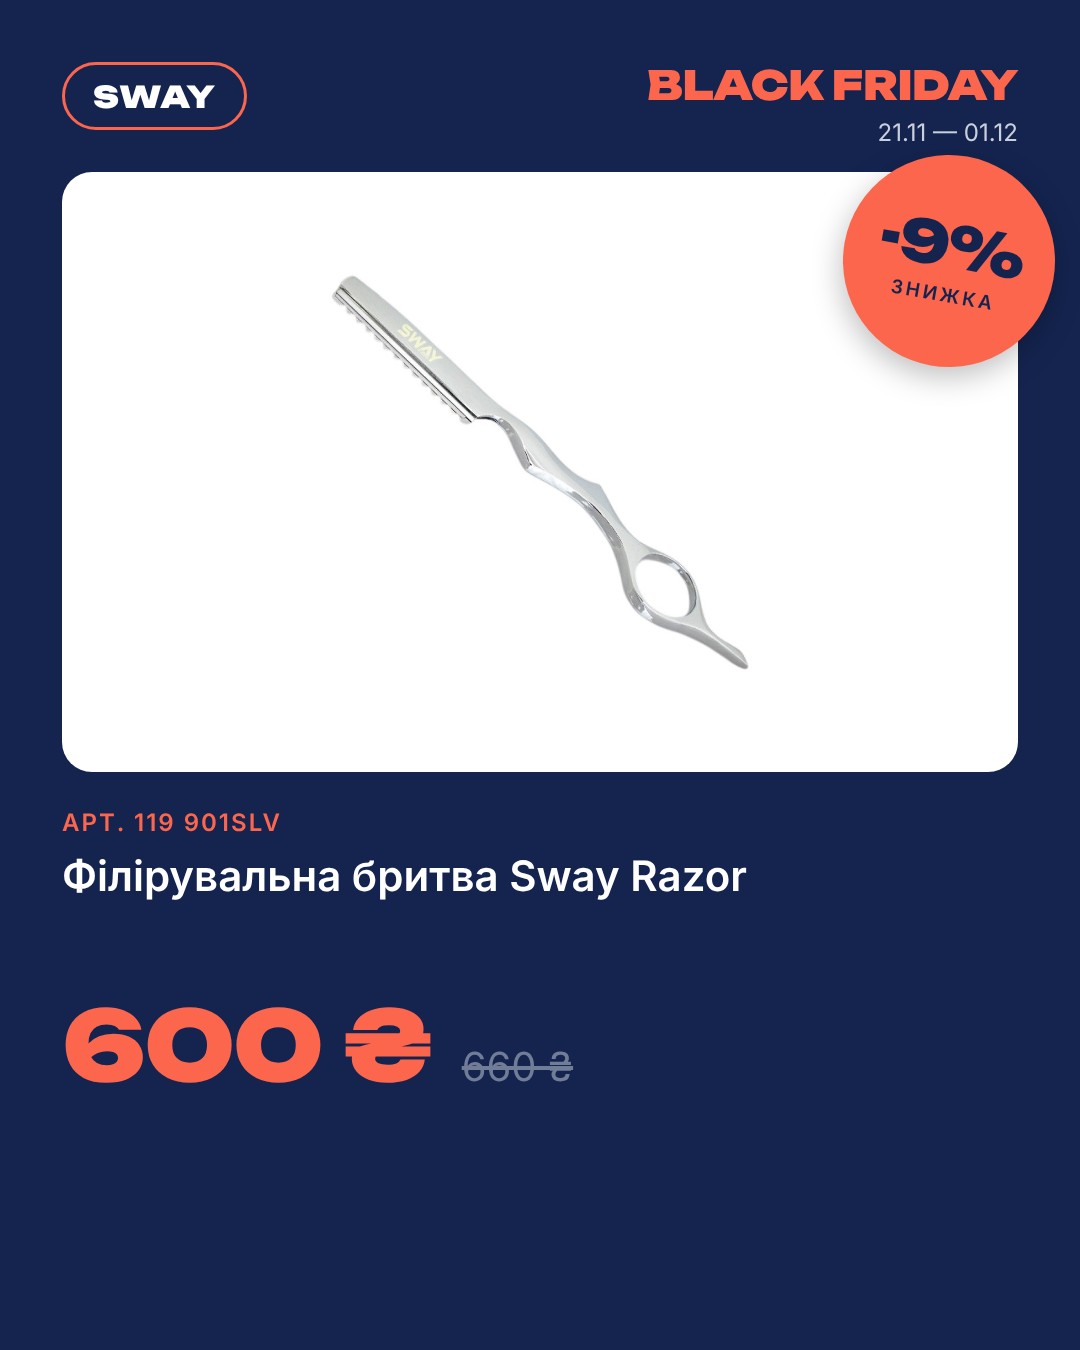 SWAY
BLACK FRIDAY
21.11 — 01.12
-9%
ЗНИЖКА
SWAY
АРТ. 119 901SLV
Філірувальна бритва Sway Razor
600 ₴ 660 ₴